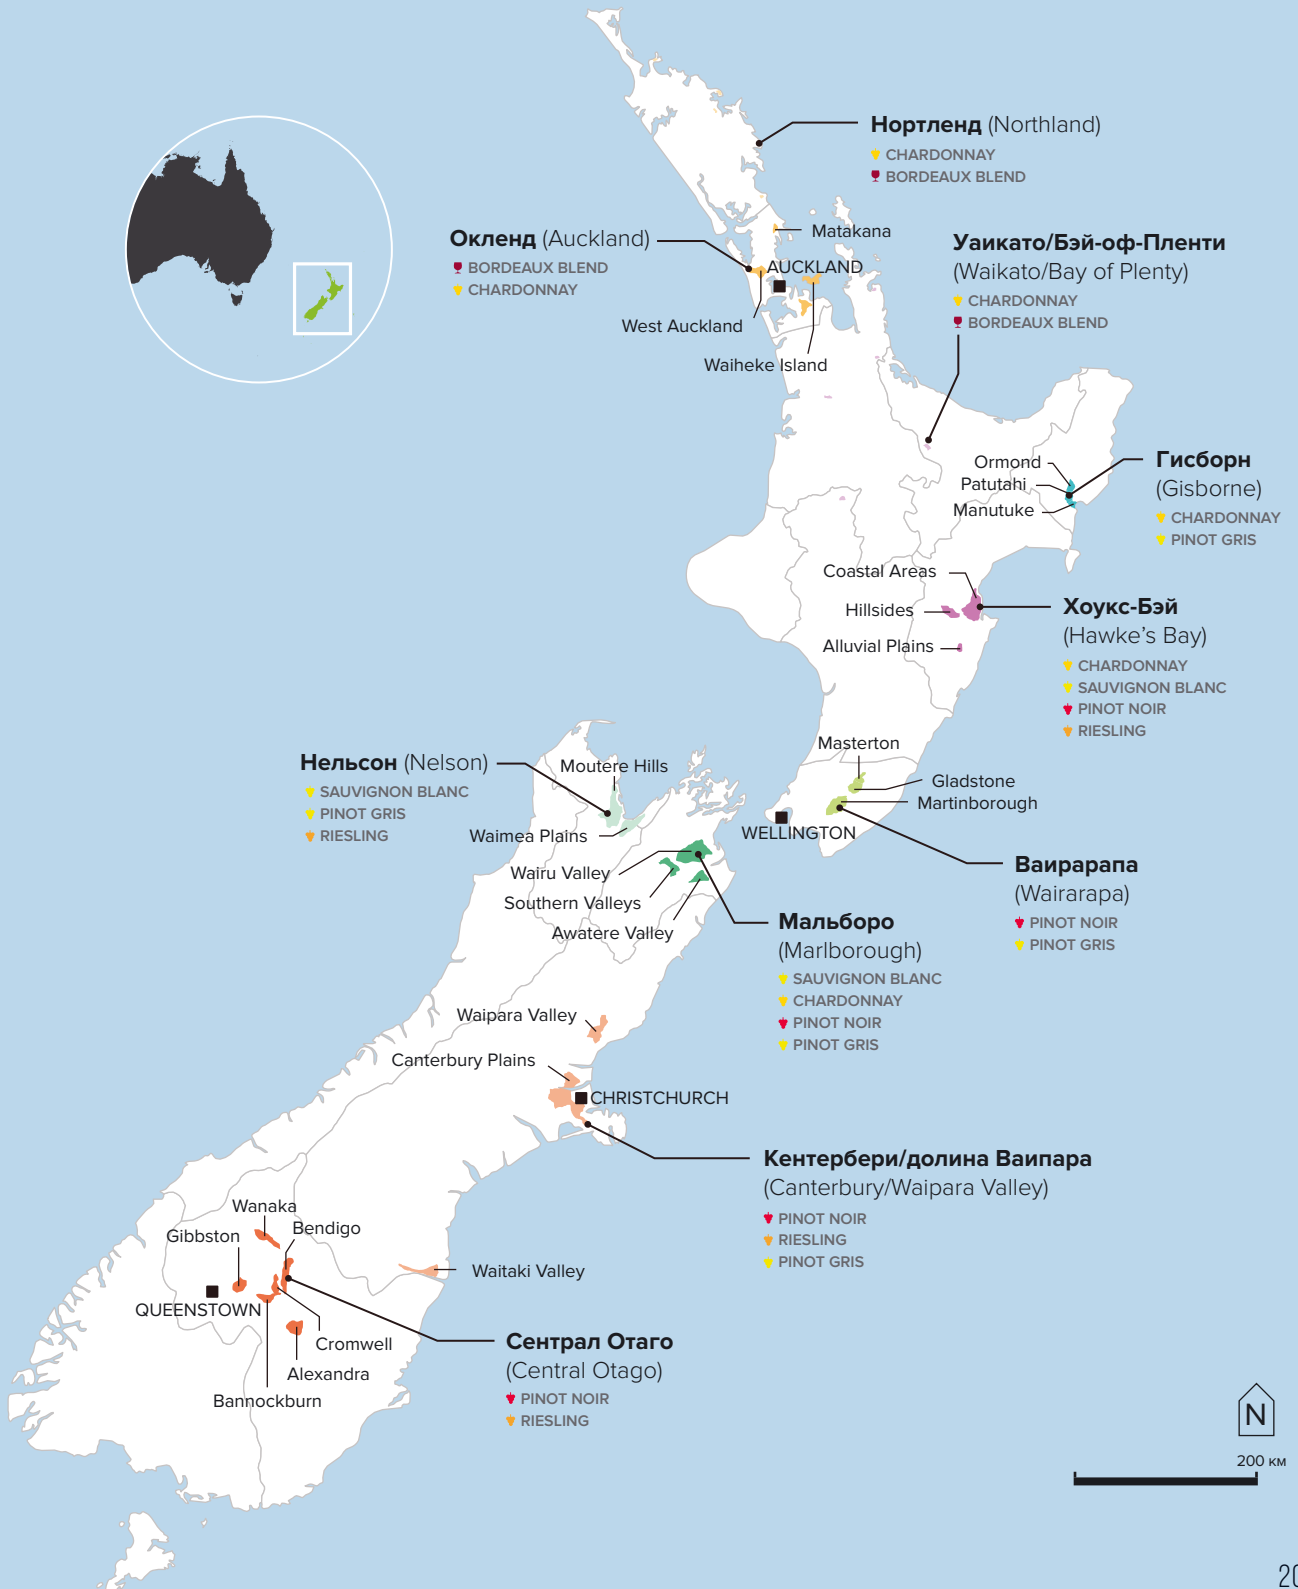 Нортленд (Northland)
CHARDONNAY
BORDEAUX BLEND
Окленд (Auckland)
BORDEAUX BLEND
CHARDONNAY
Matakana
AUCKLAND
West Auckland
Waiheke Island
Уаикато/Бэй-оф-Пленти
(Waikato/Bay of Plenty)
CHARDONNAY
BORDEAUX BLEND
Ormond
Patutahi
Manutuke
Гисборн
(Gisborne)
CHARDONNAY
PINOT GRIS
Coastal Areas
Hillsides
Alluvial Plains
Хоукс-Бэй
(Hawke's Bay)
CHARDONNAY
SAUVIGNON BLANC
PINOT NOIR
RIESLING
Masterton
Gladstone
Martinborough
WELLINGTON
Ваирарапа
(Wairarapa)
PINOT NOIR
PINOT GRIS
Нельсон (Nelson)
SAUVIGNON BLANC
PINOT GRIS
RIESLING
Moutere Hills
Waimea Plains
Wairu Valley
Southern Valleys
Awatere Valley
Мальборо
(Marlborough)
SAUVIGNON BLANC
CHARDONNAY
PINOT NOIR
PINOT GRIS
Waipara Valley
Canterbury Plains
CHRISTCHURCH
Кентербери/долина Ваипара
(Canterbury/Waipara Valley)
PINOT NOIR
RIESLING
PINOT GRIS
Wanaka
Gibbston
Bendigo
Waitaki Valley
QUEENSTOWN
Cromwell
Alexandra
Bannockburn
Сентрал Отаго
(Central Otago)
PINOT NOIR
RIESLING
N
200 км